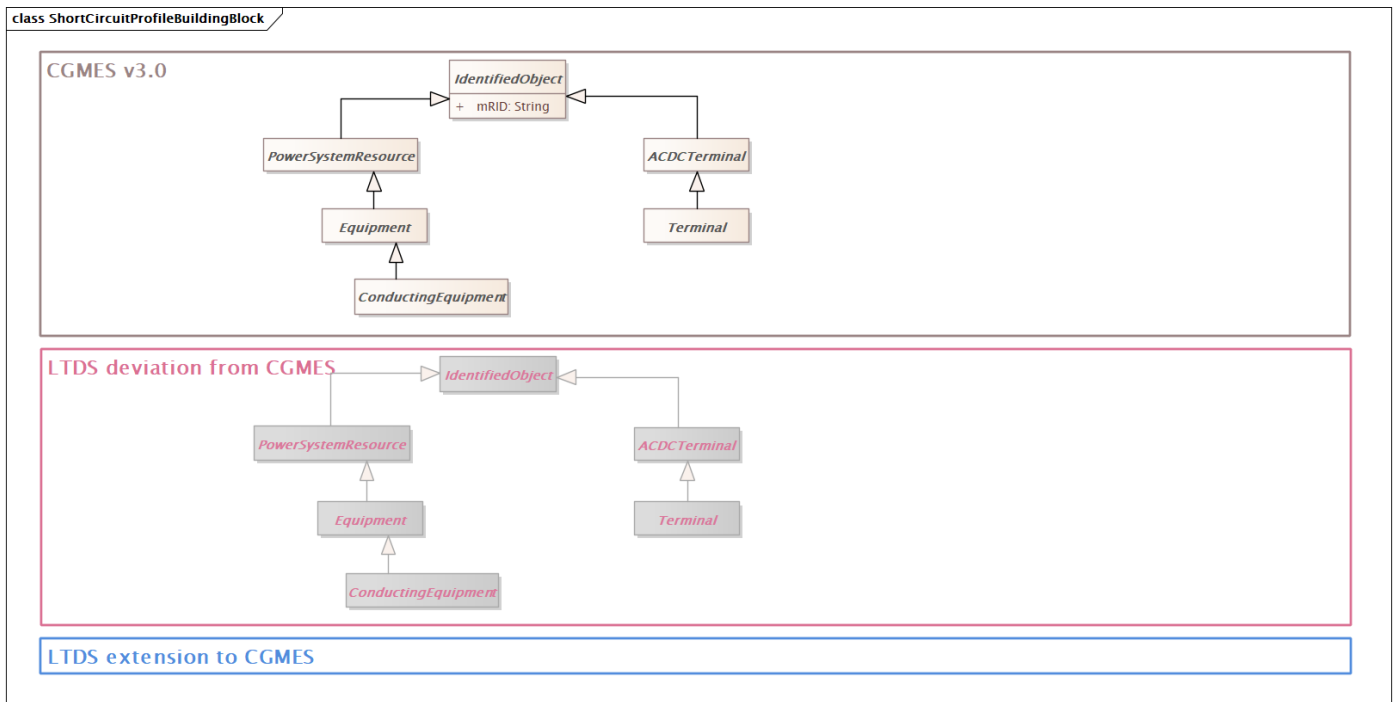 class ShortCircuitProfileBuildingBlock
CGMES v3.0
IdentifiedObject
+ mRID: String
PowerSystemResource
ACDCTerminal
Equipment
Terminal
ConductingEquipment
LTDS deviation from CGMES
IdentifiedObject
PowerSystemResource
ACDCTerminal
Equipment
Terminal
ConductingEquipment
LTDS extension to CGMES